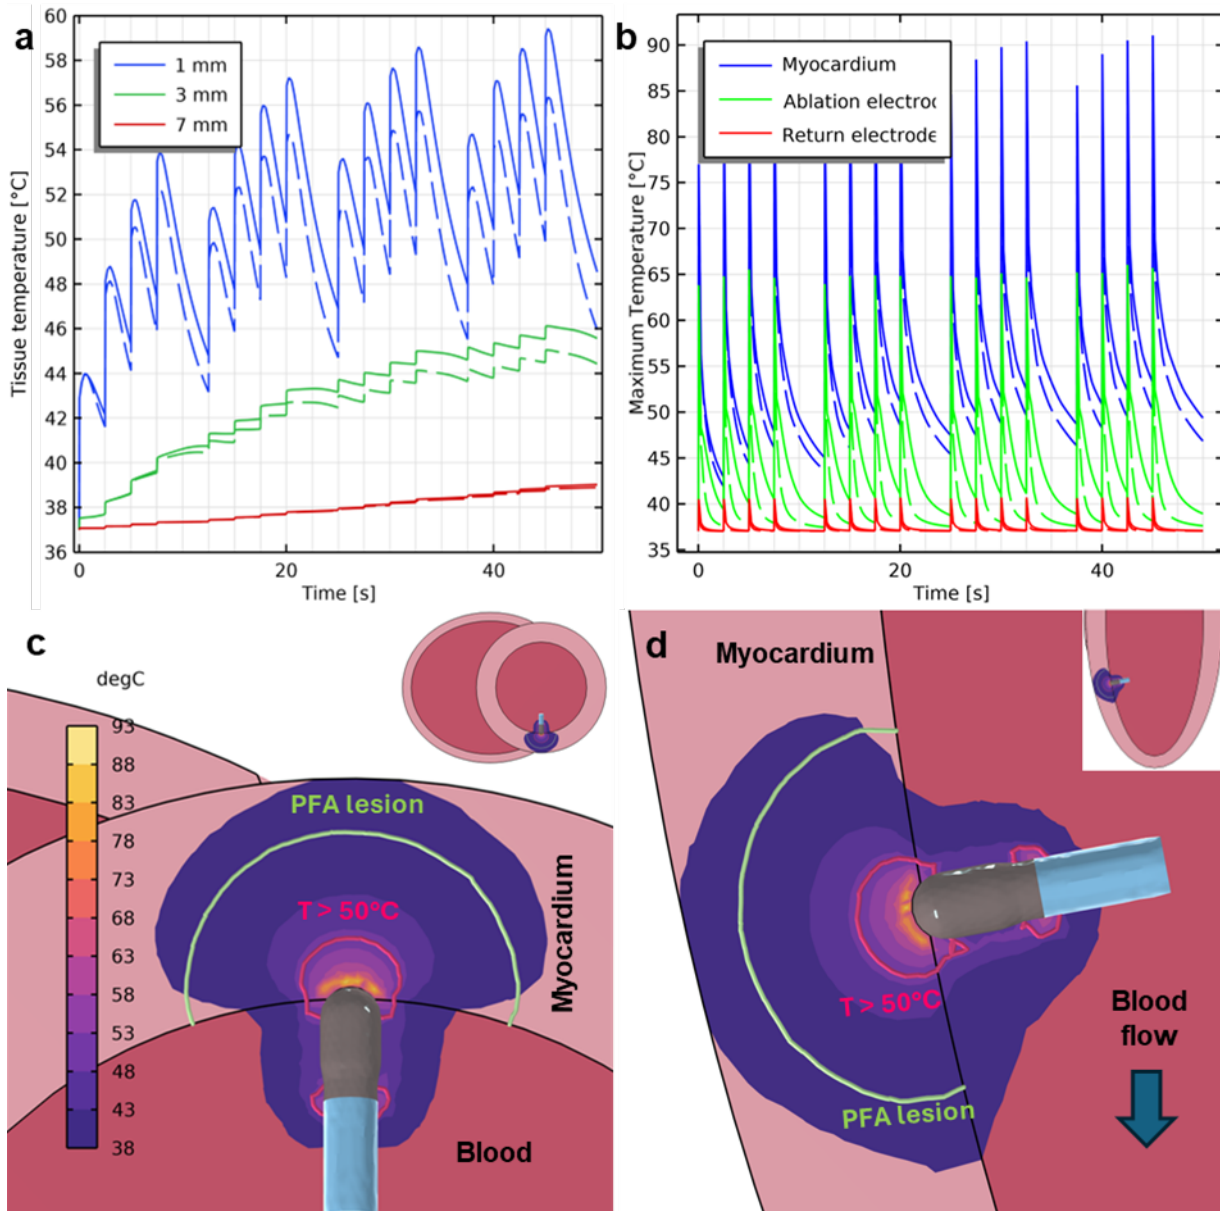 a
Tissue temperature [°C]
60
58
56
54
52
50
48
46
44
42
40
38
36
1 mm
3 mm
7 mm
0
20
40
Time [s]
b
Maximum Temperature [°C]
90
85
80
75
70
65
60
55
50
45
40
35
Myocardium
Ablation electroc
Return electrode
0
20
40
Time [s]
c
degC
93
88
83
78
73
68
63
58
53
48
43
38
PFA lesion
T > 50°C
Myocardium
Blood
d
Myocardium
T > 50°C
PFA lesion
Blood
flow